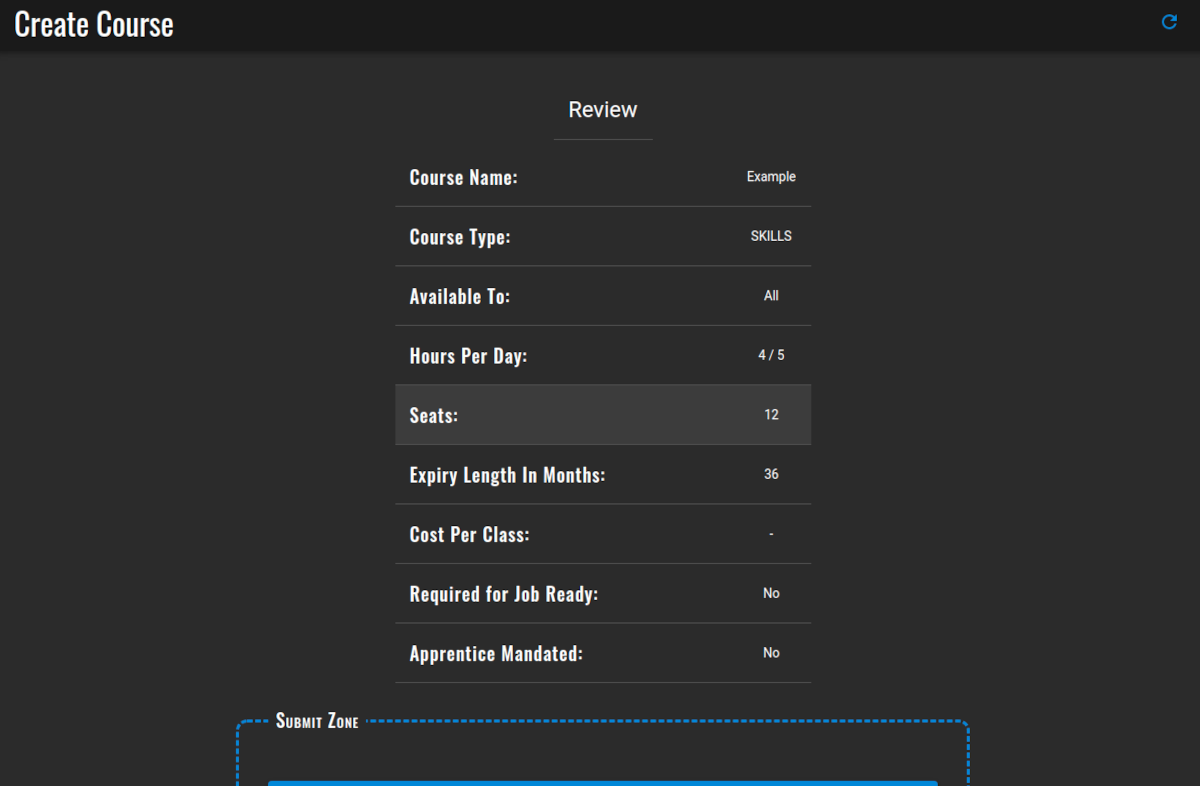 Create Course
Review
Course Name: Example
Course Type: SKILLS
Available To: All
Hours Per Day: 4 / 5
Seats: 12
Expiry Length In Months: 36
Cost Per Class: -
Required for Job Ready: No
Apprentice Mandated: No
Submit Zone